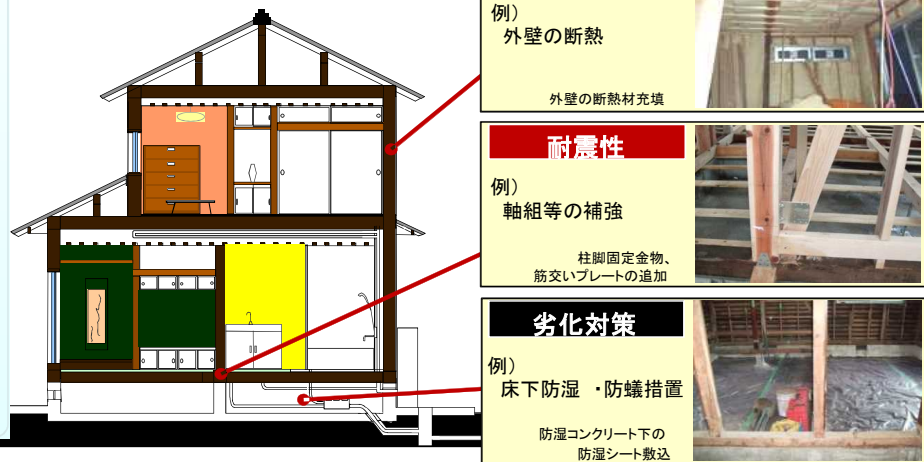 例）
外壁の断熱
外壁の断熱材充填
耐震性
例）
軸組等の補強
柱脚固定金物、
筋交いプレートの追加
劣化対策
例）
床下防湿 ・防蟻措置
防湿コンクリート下の
防湿シート敷込